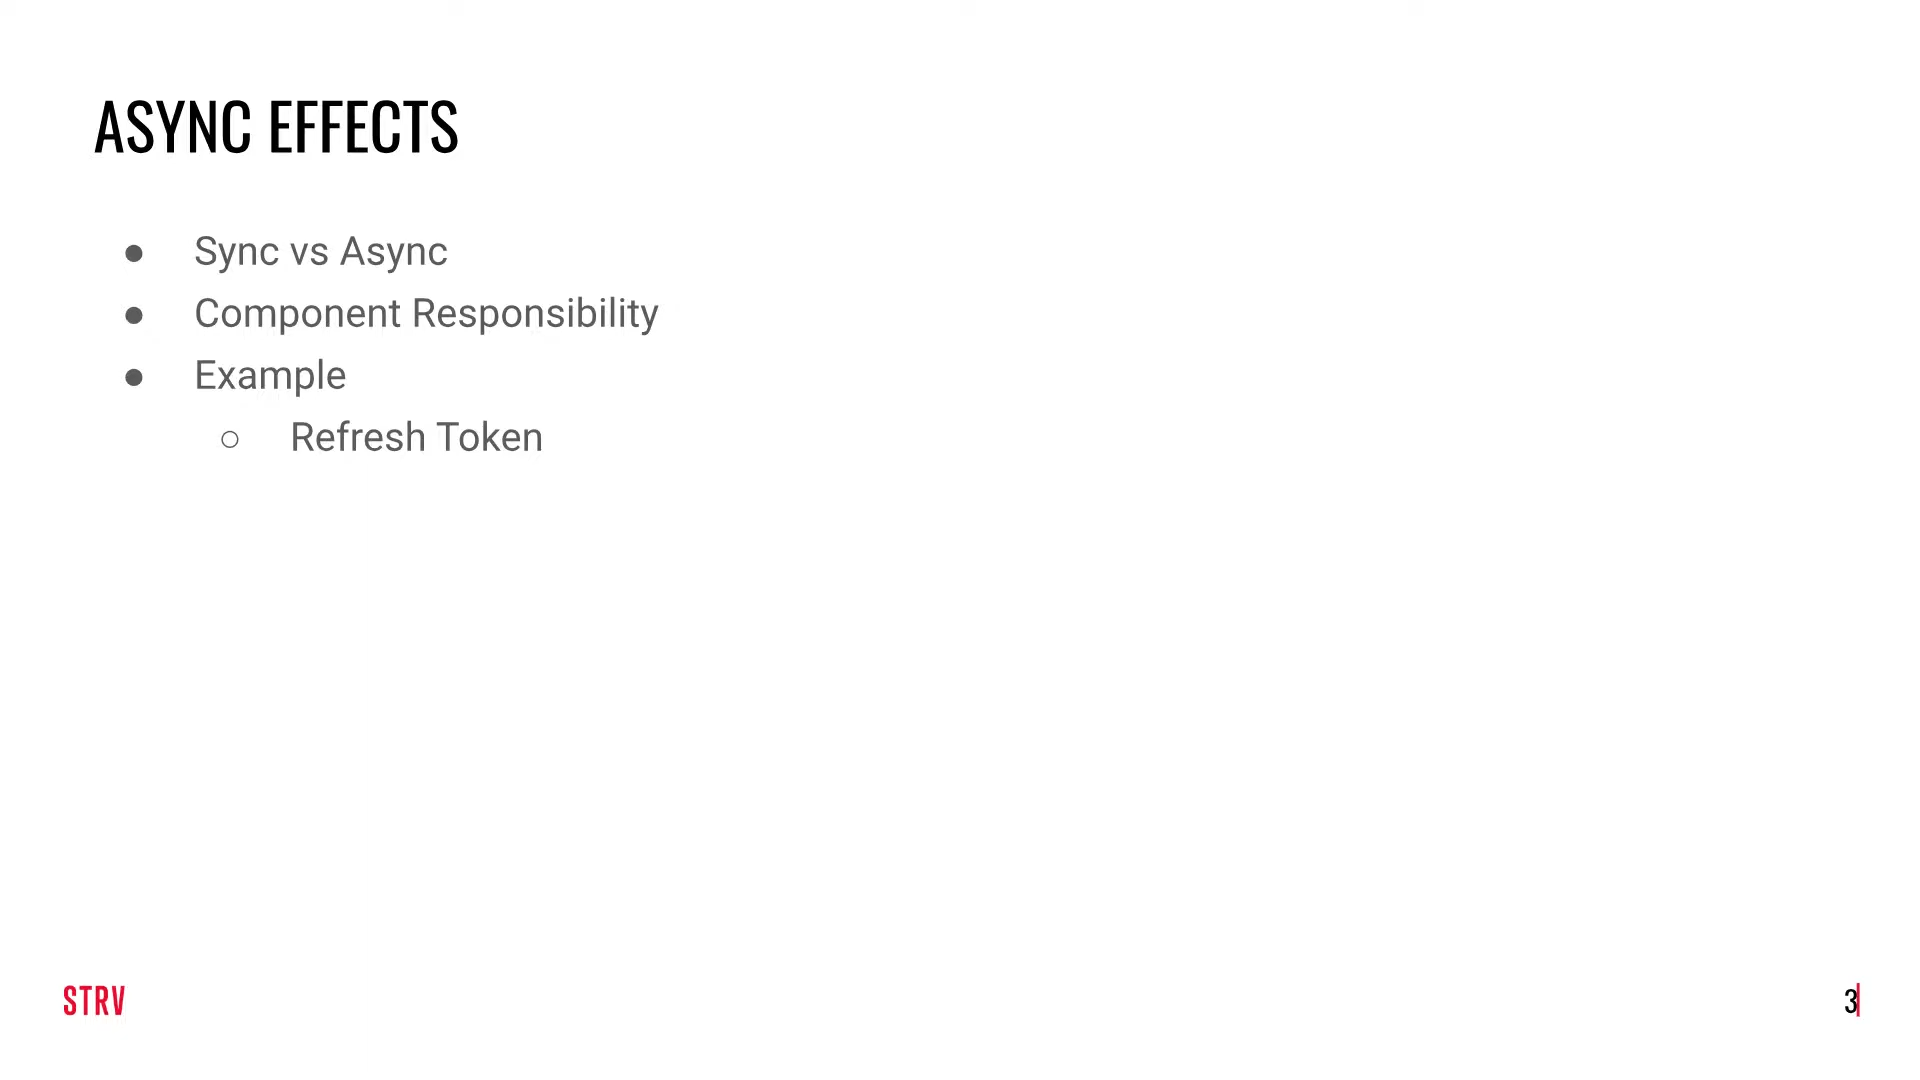 ASYNC EFFECTS
● Sync vs Async
● Component Responsibility
● Example
○ Refresh Token
STRV
3